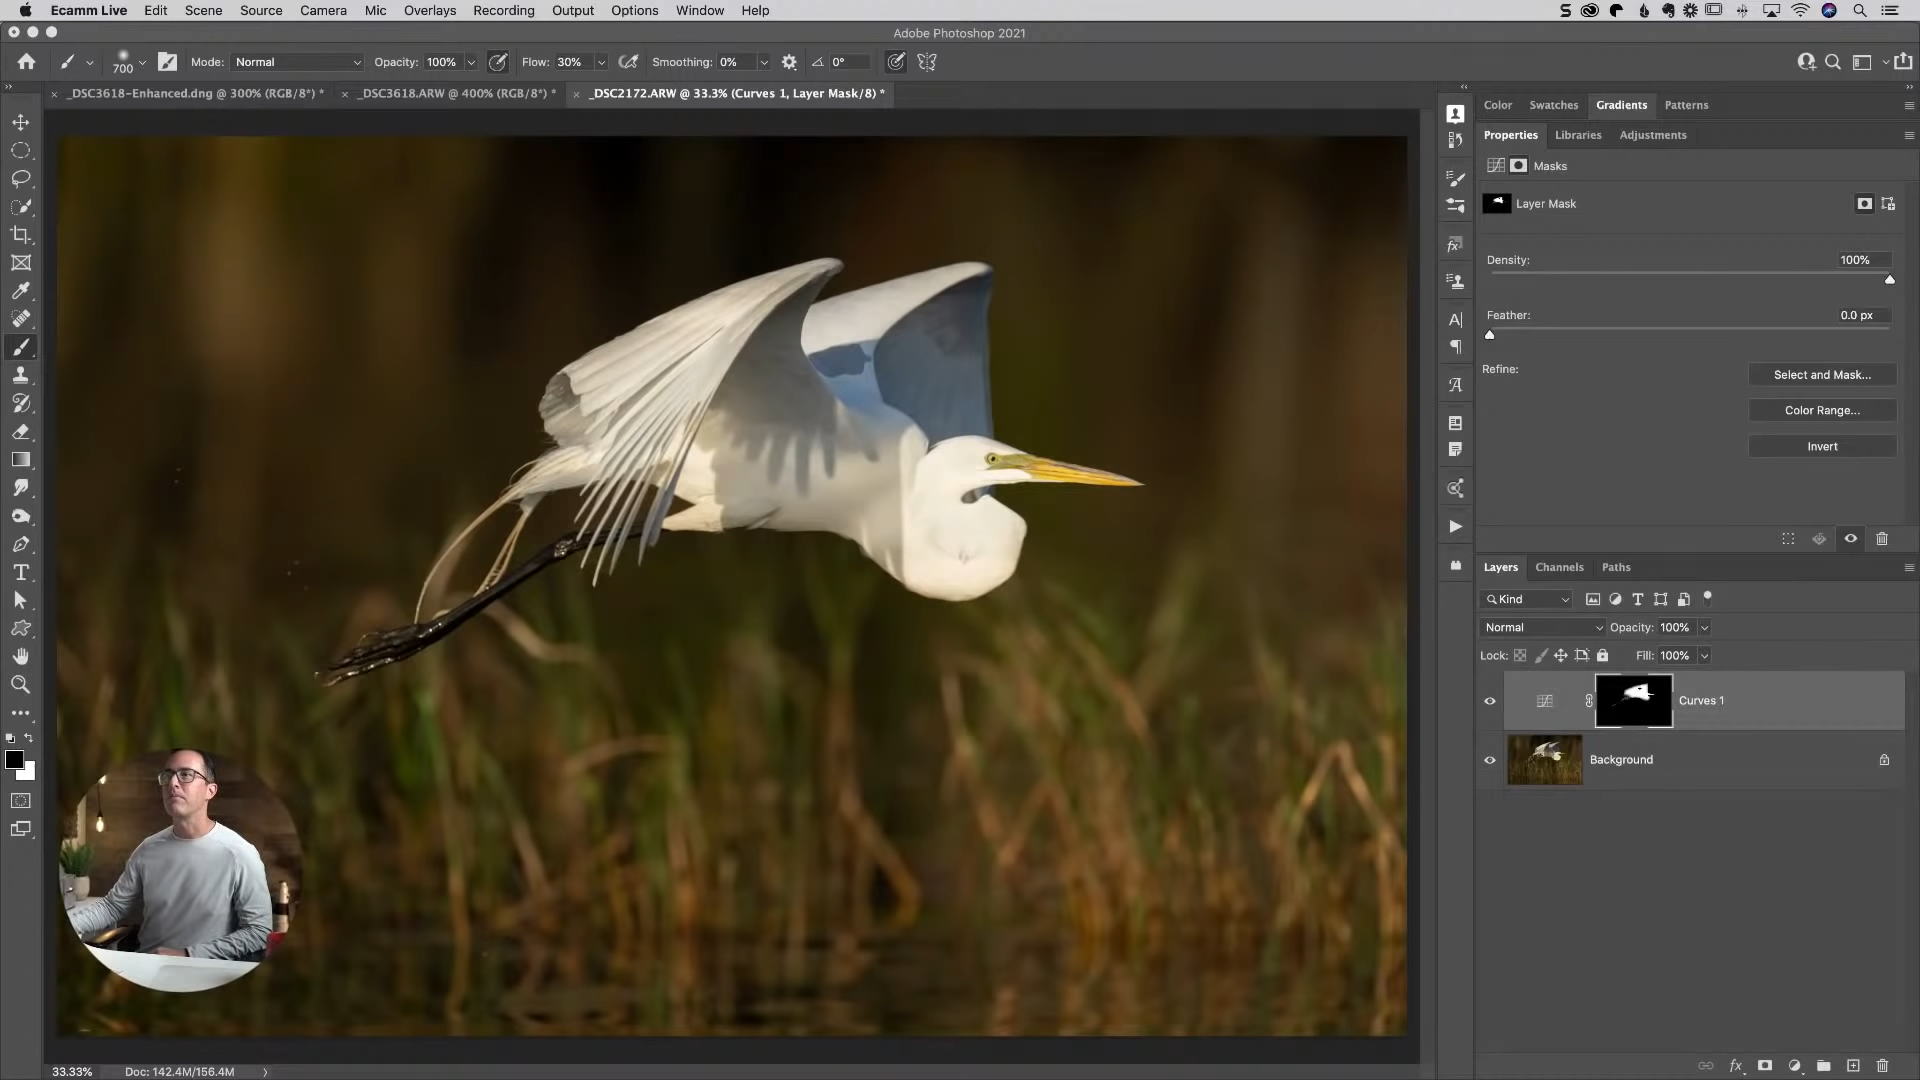 Ecamm Live Edit Scene Source Camera Mic Overlays Recording Output Options Window Help
Adobe Photoshop 2021
700 Mode: Normal Opacity: 100% Flow: 30% Smoothing: 0% 0°
_DSC3618-Enhanced.dng @ 300% (RGB/8*) * _DSC3618.ARW @ 400% (RGB/8*) * _DSC2172.ARW @ 33.3% (Curves 1, Layer Mask/8) *
Color Swatches Gradients Patterns
Properties Libraries Adjustments
Masks
Layer Mask
Density: 100%
Feather: 0.0 px
Refine:
Select and Mask...
Color Range...
Invert
Layers Channels Paths
Kind
Normal Opacity: 100%
Lock: Fill: 100%
Curves 1
Background
33.33% Doc: 142.4M/156.4M